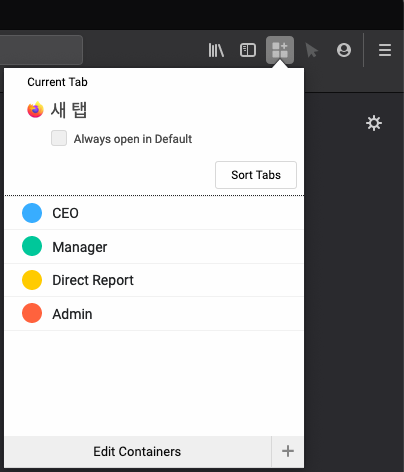 Current Tab
새 탭
Always open in Default
Sort Tabs
CEO
Manager
Direct Report
Admin
Edit Containers